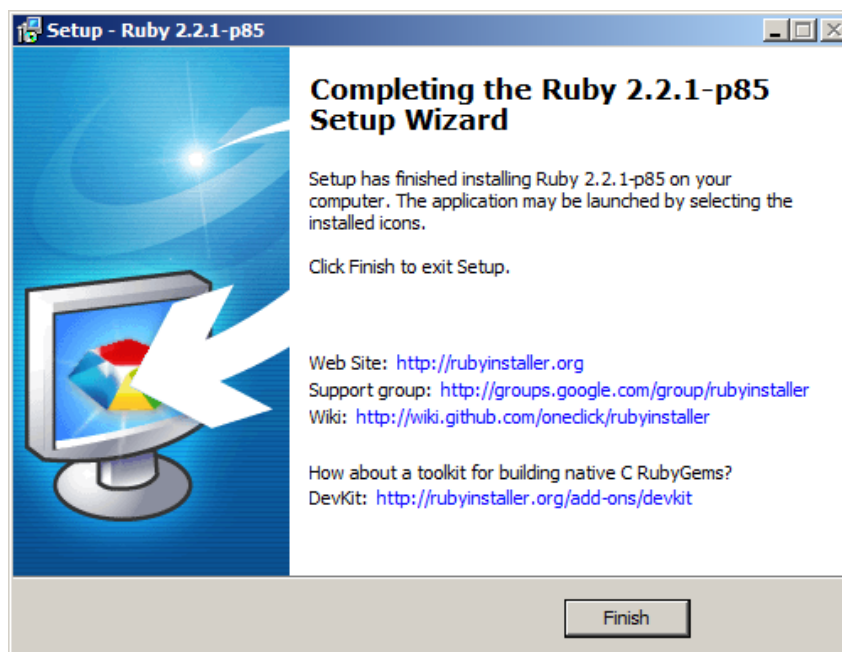 Setup - Ruby 2.2.1-p85
Completing the Ruby 2.2.1-p85
Setup Wizard
Setup has finished installing Ruby 2.2.1-p85 on your
computer. The application may be launched by selecting the
installed icons.
Click Finish to exit Setup.
Web Site: http://rubyinstaller.org
Support group: http://groups.google.com/group/rubyinstaller
Wiki: http://wiki.github.com/oneclick/rubyinstaller
How about a toolkit for building native C RubyGems?
DevKit: http://rubyinstaller.org/add-ons/devkit
Finish